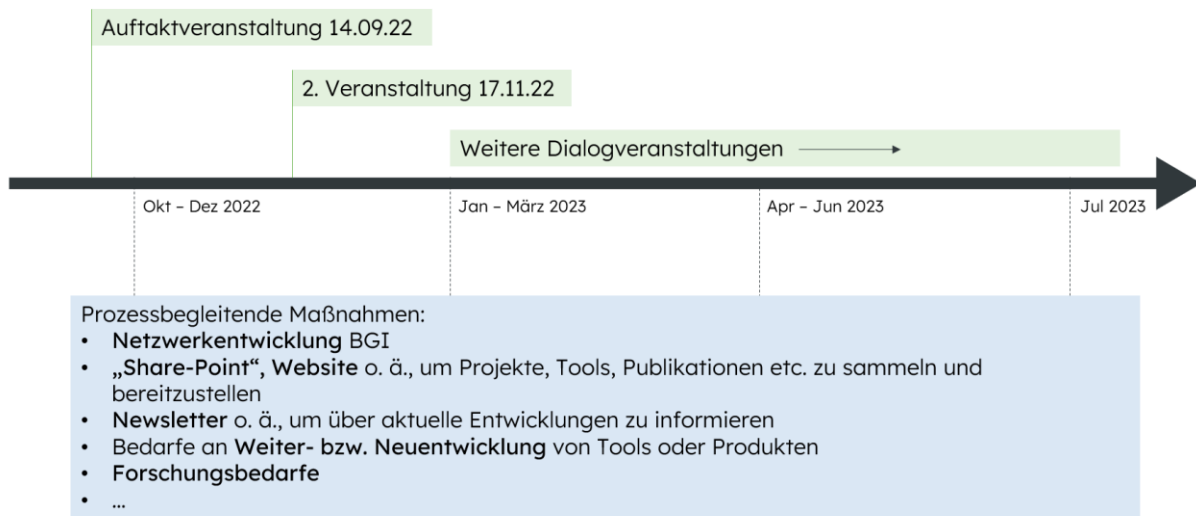 Auftaktveranstaltung 14.09.22
2. Veranstaltung 17.11.22
Weitere Dialogveranstaltungen
Okt – Dez 2022
Jan – März 2023
Apr – Jun 2023
Jul 2023
Prozessbegleitende Maßnahmen:
• Netzwerkentwicklung BGI
• „Share-Point“, Website o. ä., um Projekte, Tools, Publikationen etc. zu sammeln und
bereitzustellen
• Newsletter o. ä., um über aktuelle Entwicklungen zu informieren
• Bedarfe an Weiter- bzw. Neuentwicklung von Tools oder Produkten
• Forschungsbedarfe
• ...